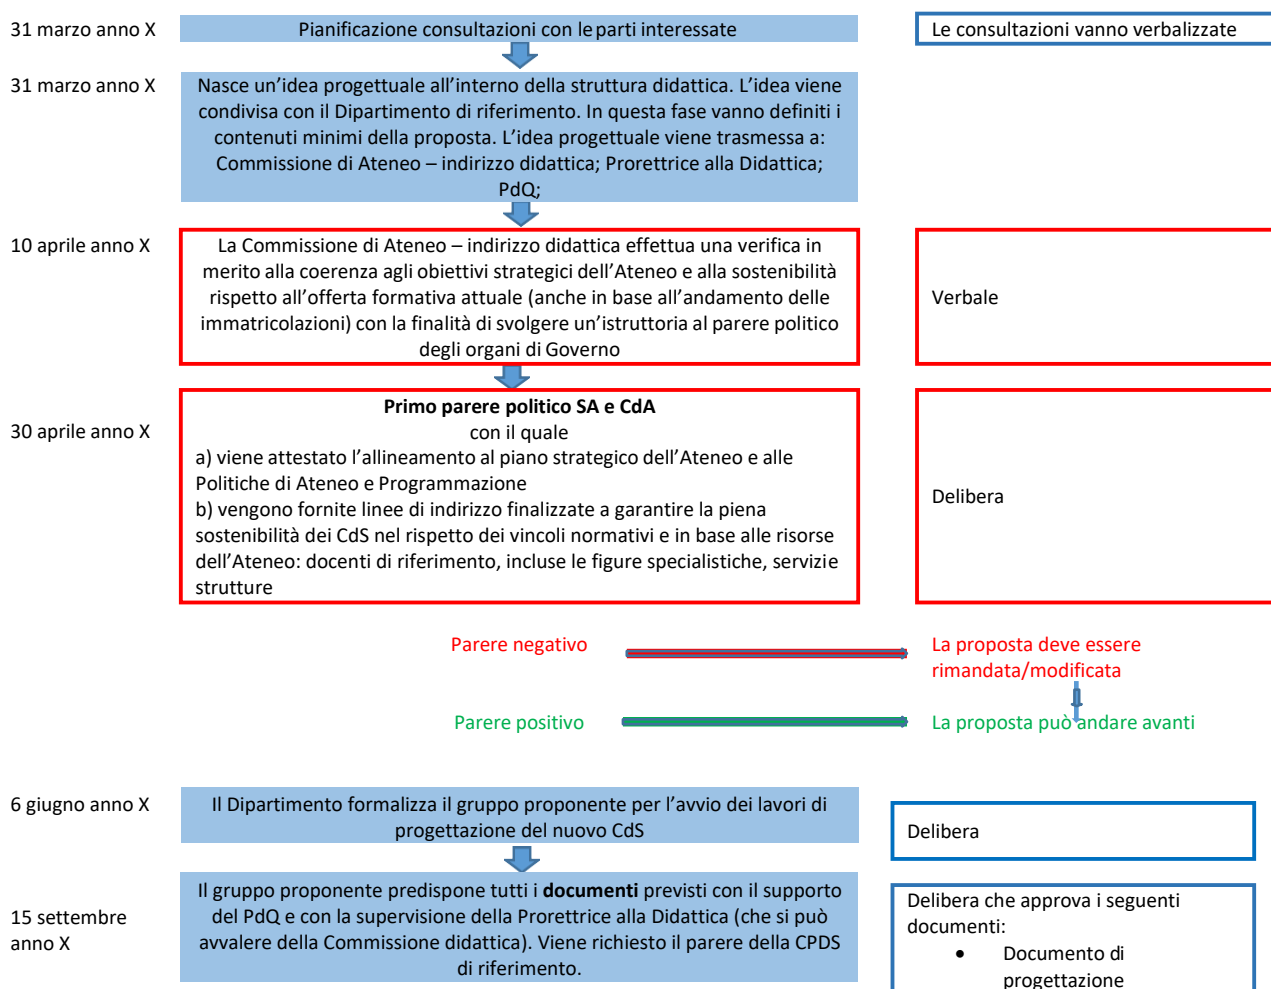 31 marzo anno X
Pianificazione consultazioni con le parti interessate
Le consultazioni vanno verbalizzate
31 marzo anno X
Nasce un'idea progettuale all'interno della struttura didattica. L'idea viene
condivisa con il Dipartimento di riferimento. In questa fase vanno definiti i
contenuti minimi della proposta. L'idea progettuale viene trasmessa a:
Commissione di Ateneo – indirizzo didattica; Prorettrice alla Didattica;
PdQ;
10 aprile anno X
La Commissione di Ateneo – indirizzo didattica effettua una verifica in
merito alla coerenza agli obiettivi strategici dell'Ateneo e alla sostenibilità
rispetto all'offerta formativa attuale (anche in base all'andamento delle
immatricolazioni) con la finalità di svolgere un'istruttoria al parere politico
degli organi di Governo
Verbale
30 aprile anno X
Primo parere politico SA e CdA
con il quale
a) viene attestato l'allineamento al piano strategico dell'Ateneo e alle
Politiche di Ateneo e Programmazione
b) vengono fornite linee di indirizzo finalizzate a garantire la piena
sostenibilità dei CdS nel rispetto dei vincoli normativi e in base alle risorse
dell'Ateneo: docenti di riferimento, incluse le figure specialistiche, servizi e
strutture
Delibera
Parere negativo
La proposta deve essere
rimandata/modificata
Parere positivo
La proposta può andare avanti
6 giugno anno X
Il Dipartimento formalizza il gruppo proponente per l'avvio dei lavori di
progettazione del nuovo CdS
Delibera
15 settembre
anno X
Il gruppo proponente predispone tutti i documenti previsti con il supporto
del PdQ e con la supervisione della Prorettrice alla Didattica (che si può
avvalere della Commissione didattica). Viene richiesto il parere della CPDS
di riferimento.
Delibera che approva i seguenti
documenti:
• Documento di
progettazione